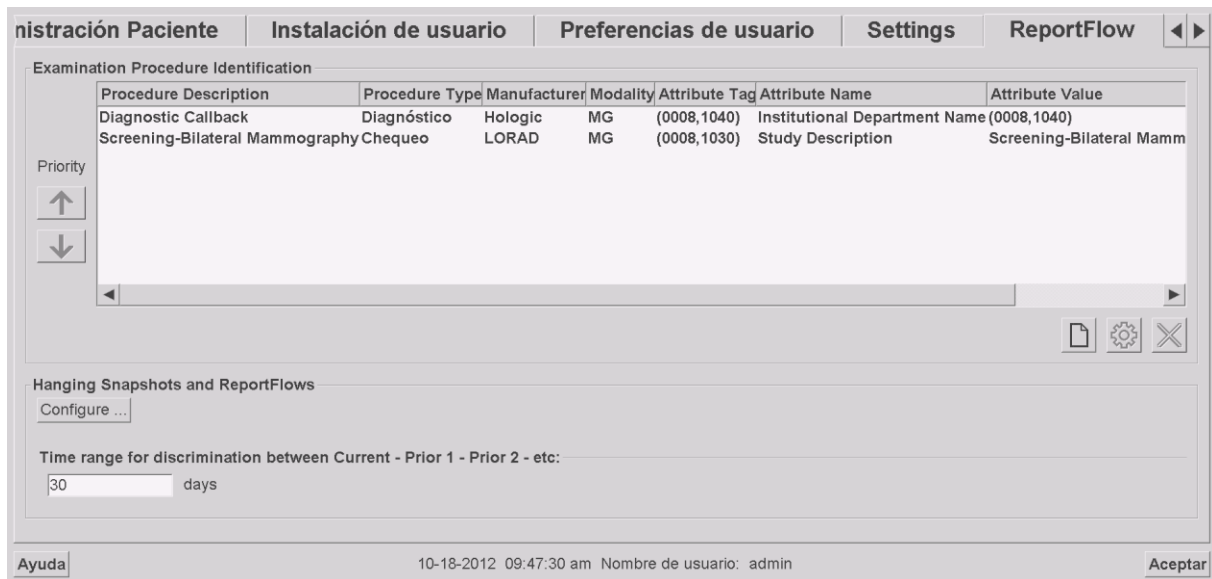 nistración Paciente Instalación de usuario Preferencias de usuario Settings ReportFlow
Examination Procedure Identification
Procedure Description Procedure Type Manufacturer Modality Attribute Tag Attribute Name Attribute Value
Diagnostic Callback Diagnóstico Hologic MG (0008,1040) Institutional Department Name (0008,1040)
Screening-Bilateral Mammography Chequeo LORAD MG (0008,1030) Study Description Screening-Bilateral Mamm
Priority
Hanging Snapshots and ReportFlows
Configure ...
Time range for discrimination between Current - Prior 1 - Prior 2 - etc:
30 days
Ayuda 10-18-2012 09:47:30 am Nombre de usuario: admin Aceptar